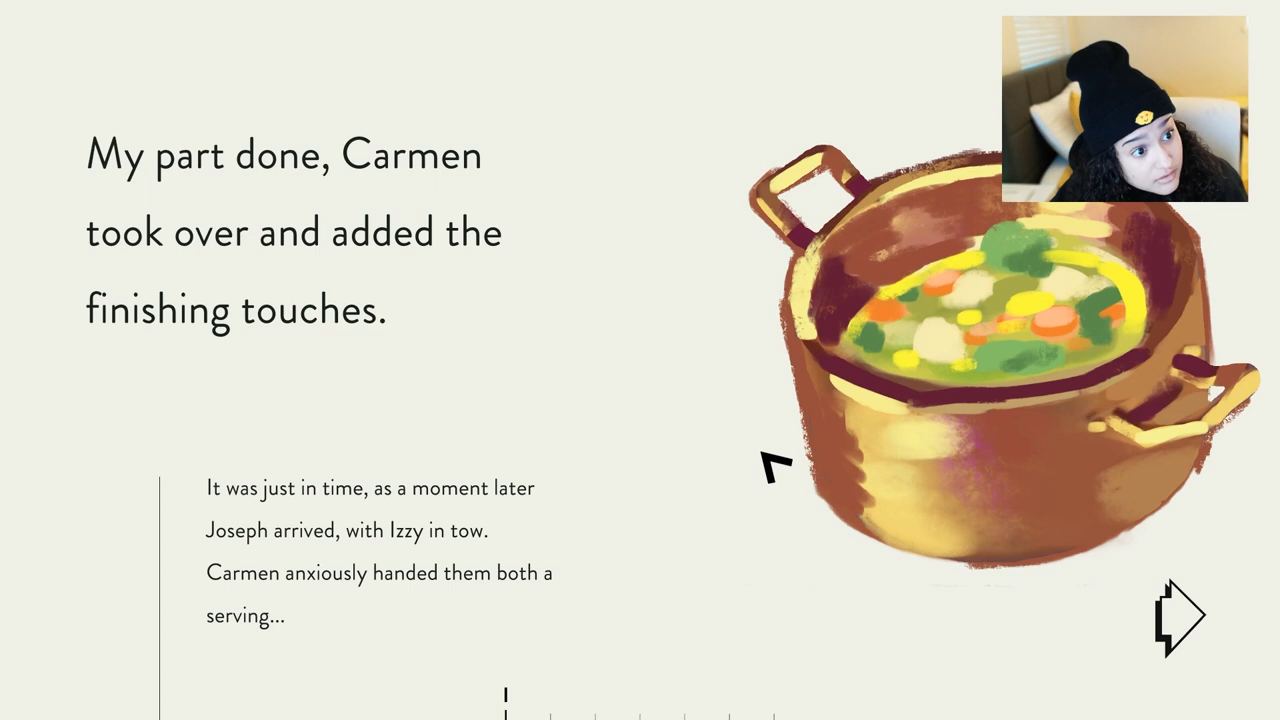 My part done, Carmen
took over and added the
finishing touches.
It was just in time, as a moment later
Joseph arrived, with Izzy in tow.
Carmen anxiously handed them both a
serving...